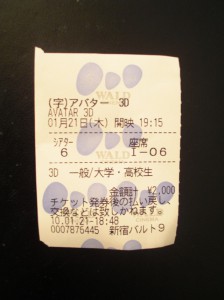 WALD
(字)アバター 3D
AVATAR 3D
01月21日(木) 開映 19:15
シアター 座席
6 I-06
WALD
3D 一般/大学・高校生
金額計 ¥2,000
チケット発券後の払い戻し
交換などは致しかねます。
10.01.21-18:48
0007876445 新宿バルト9